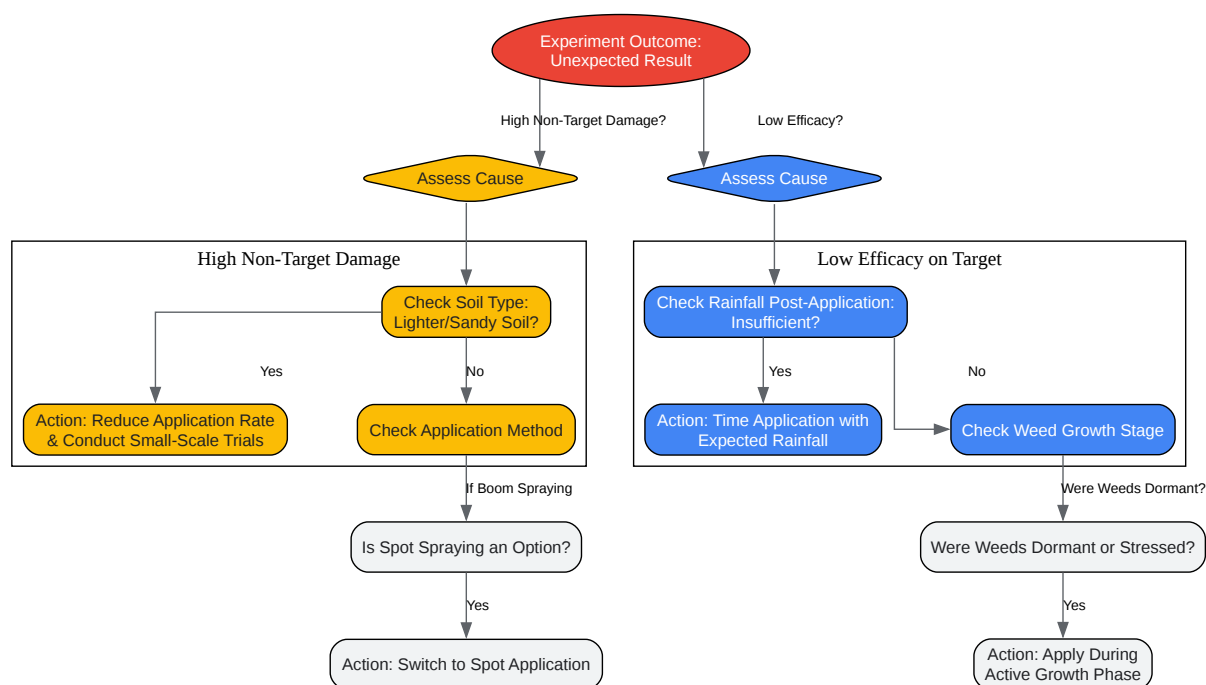 Experiment Outcome:
Unexpected Result
High Non-Target Damage?
Low Efficacy?
Assess Cause
Assess Cause
High Non-Target Damage
Low Efficacy on Target
Check Soil Type:
Lighter/Sandy Soil?
Check Rainfall Post-Application:
Insufficient?
Yes
No
Yes
No
Action: Reduce Application Rate
& Conduct Small-Scale Trials
Check Application Method
Action: Time Application with
Expected Rainfall
Check Weed Growth Stage
If Boom Spraying
Were Weeds Dormant?
Is Spot Spraying an Option?
Were Weeds Dormant or Stressed?
Yes
Yes
Action: Switch to Spot Application
Action: Apply During
Active Growth Phase